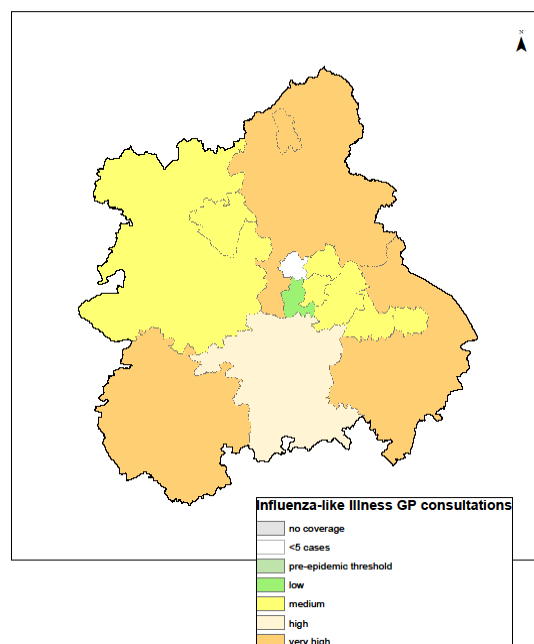 N
Influenza-like Illness GP consultations
no coverage
<5 cases
pre-epidemic threshold
low
medium
high
very high